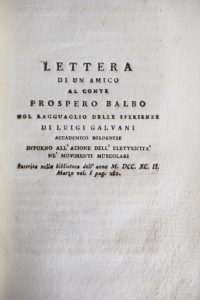 LETTERA
DI UN AMICO
AL CONTE
PROSPERO BALBO
COL RAGGUAGLIO DELLE SPERIENZE
DI LUIGI GALVANI
ACCADEMICO BOLOGNESE
INTORNO ALL' AZIONE DELL' ELETTRICITA'
NE' MOVIMENTI MUSCOLARI
Inserita nella biblioteca dell' anno M. DCC. XC. II.
Marzo vol. I pag.